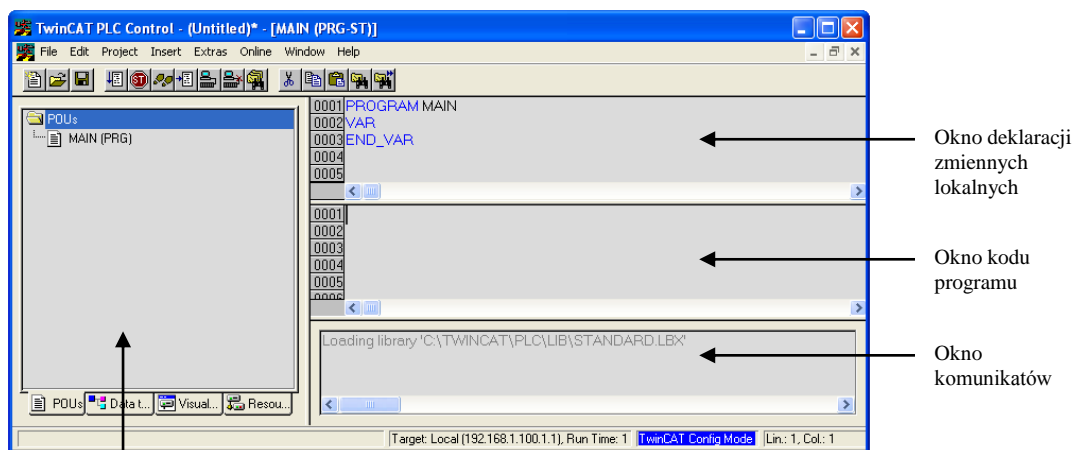 TwinCAT PLC Control - (Untitled)* - [MAIN (PRG-ST)]
File Edit Project Insert Extras Online Window Help
POUs
MAIN (PRG)
0001 PROGRAM MAIN
0002 VAR
0003 END_VAR
0004
0005
Okno deklaracji
zmiennych
lokalnych
0001
0002
0003
0004
0005
0006
Okno kodu
programu
Loading library 'C:\TWINCAT\PLC\LIB\STANDARD.LBX'
Okno
komunikatów
POUs Data t... Visual... Resou...
Target: Local (192.168.1.100.1.1), Run Time: 1 TwinCAT Config Mode Lin.: 1, Col.: 1